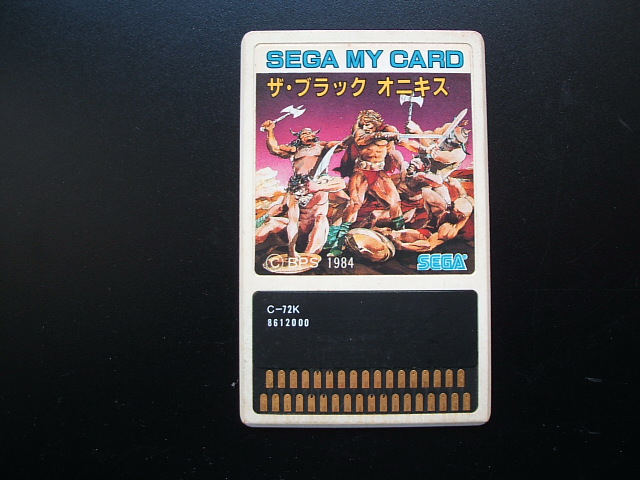 SEGA MY CARD
ザ・ブラック オニキス
(C) BPS 1984
SEGA®
C-72K
8612000